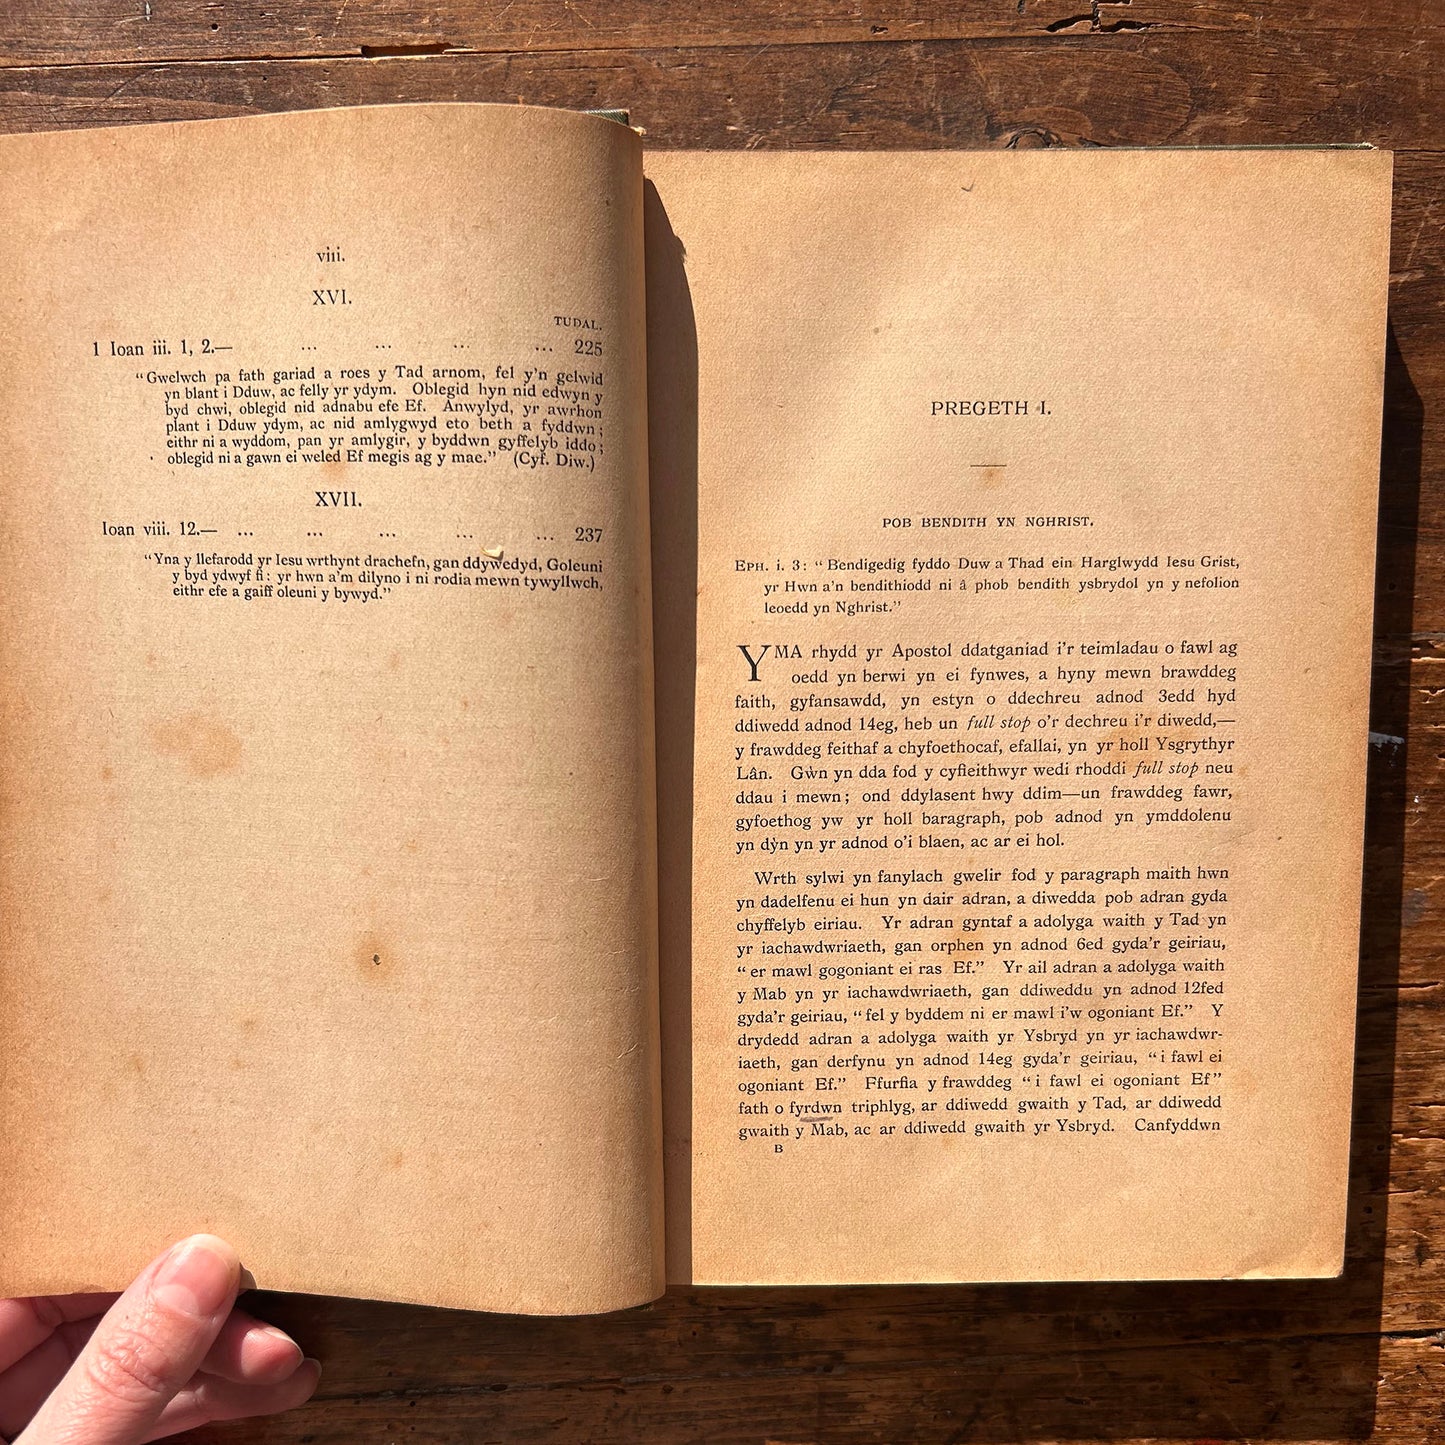 viii.
XVI.
TUDAL.
1 Ioan iii. 1, 2.— ... ... ... ... 225
“Gwelwch pa fath gariad a roes y Tad arnom, fel y’n gelwid
yn blant i Dduw, ac felly yr ydym. Oblegid hyn nid edwyn y
byd chwi, oblegid nid adnabu efe Ef. Anwylyd, yr awrhon
plant i Dduw ydym, ac nid amlygwyd eto beth a fyddwn;
eithr ni a wyddom, pan yr amlygir, y byddwn gyffelyb iddo;
oblegid ni a gawn ei weled Ef megis ag y mae.” (Cyf. Diw.)
XVII.
Ioan viii. 12.— ... ... ... ... ... 237
“Yna y llefarodd yr Iesu wrthynt drachefn, gan ddywedyd, Goleuni
y byd ydwyf fi: yr hwn a’m dilyno i ni rodia mewn tywyllwch,
eithr efe a gaiff oleuni y bywyd.”
PREGETH I.
POB BENDITH YN NGHRIST.
EPH. i. 3: “Bendigedig fyddo Duw a Thad ein Harglwydd Iesu Grist,
yr Hwn a’n bendithiodd ni â phob bendith ysbrydol yn y nefolion
leoedd yn Nghrist.”
YMA rhydd yr Apostol ddatganiad i’r teimladau o fawl ag
oedd yn berwi yn ei fynwes, a hyny mewn brawddeg
faith, gyfansawdd, yn estyn o ddechreu adnod 3edd hyd
ddiwedd adnod 14eg, heb un full stop o’r dechreu i’r diwedd,—
y frawddeg feithaf a chyfoethocaf, efallai, yn yr holl Ysgrythyr
Lân. Gẁn yn dda fod y cyfieithwyr wedi rhoddi full stop neu
ddau i mewn; ond ddylasent hwy ddim—un frawddeg fawr,
gyfoethog yw yr holl baragraph, pob adnod yn ymddolenu
yn dỳn yn yr adnod o’i blaen, ac ar ei hol.
Wrth sylwi yn fanylach gwelir fod y paragraph maith hwn
yn dadelfenu ei hun yn dair adran, a diwedda pob adran gyda
chyffelyb eiriau. Yr adran gyntaf a adolyga waith y Tad yn
yr iachawdwriaeth, gan orphen yn adnod 6ed gyda’r geiriau,
“er mawl gogoniant ei ras Ef.” Yr ail adran a adolyga waith
y Mab yn yr iachawdwriaeth, gan ddiweddu yn adnod 12fed
gyda’r geiriau, “fel y byddem ni er mawl i’w ogoniant Ef.” Y
drydedd adran a adolyga waith yr Ysbryd yn yr iachawdwr-
iaeth, gan derfynu yn adnod 14eg gyda’r geiriau, “i fawl ei
ogoniant Ef.” Ffurfia y frawddeg “i fawl ei ogoniant Ef”
fath o fyrdwn triphlyg, ar ddiwedd gwaith y Tad, ar ddiwedd
gwaith y Mab, ac ar ddiwedd gwaith yr Ysbryd. Canfyddwn
B